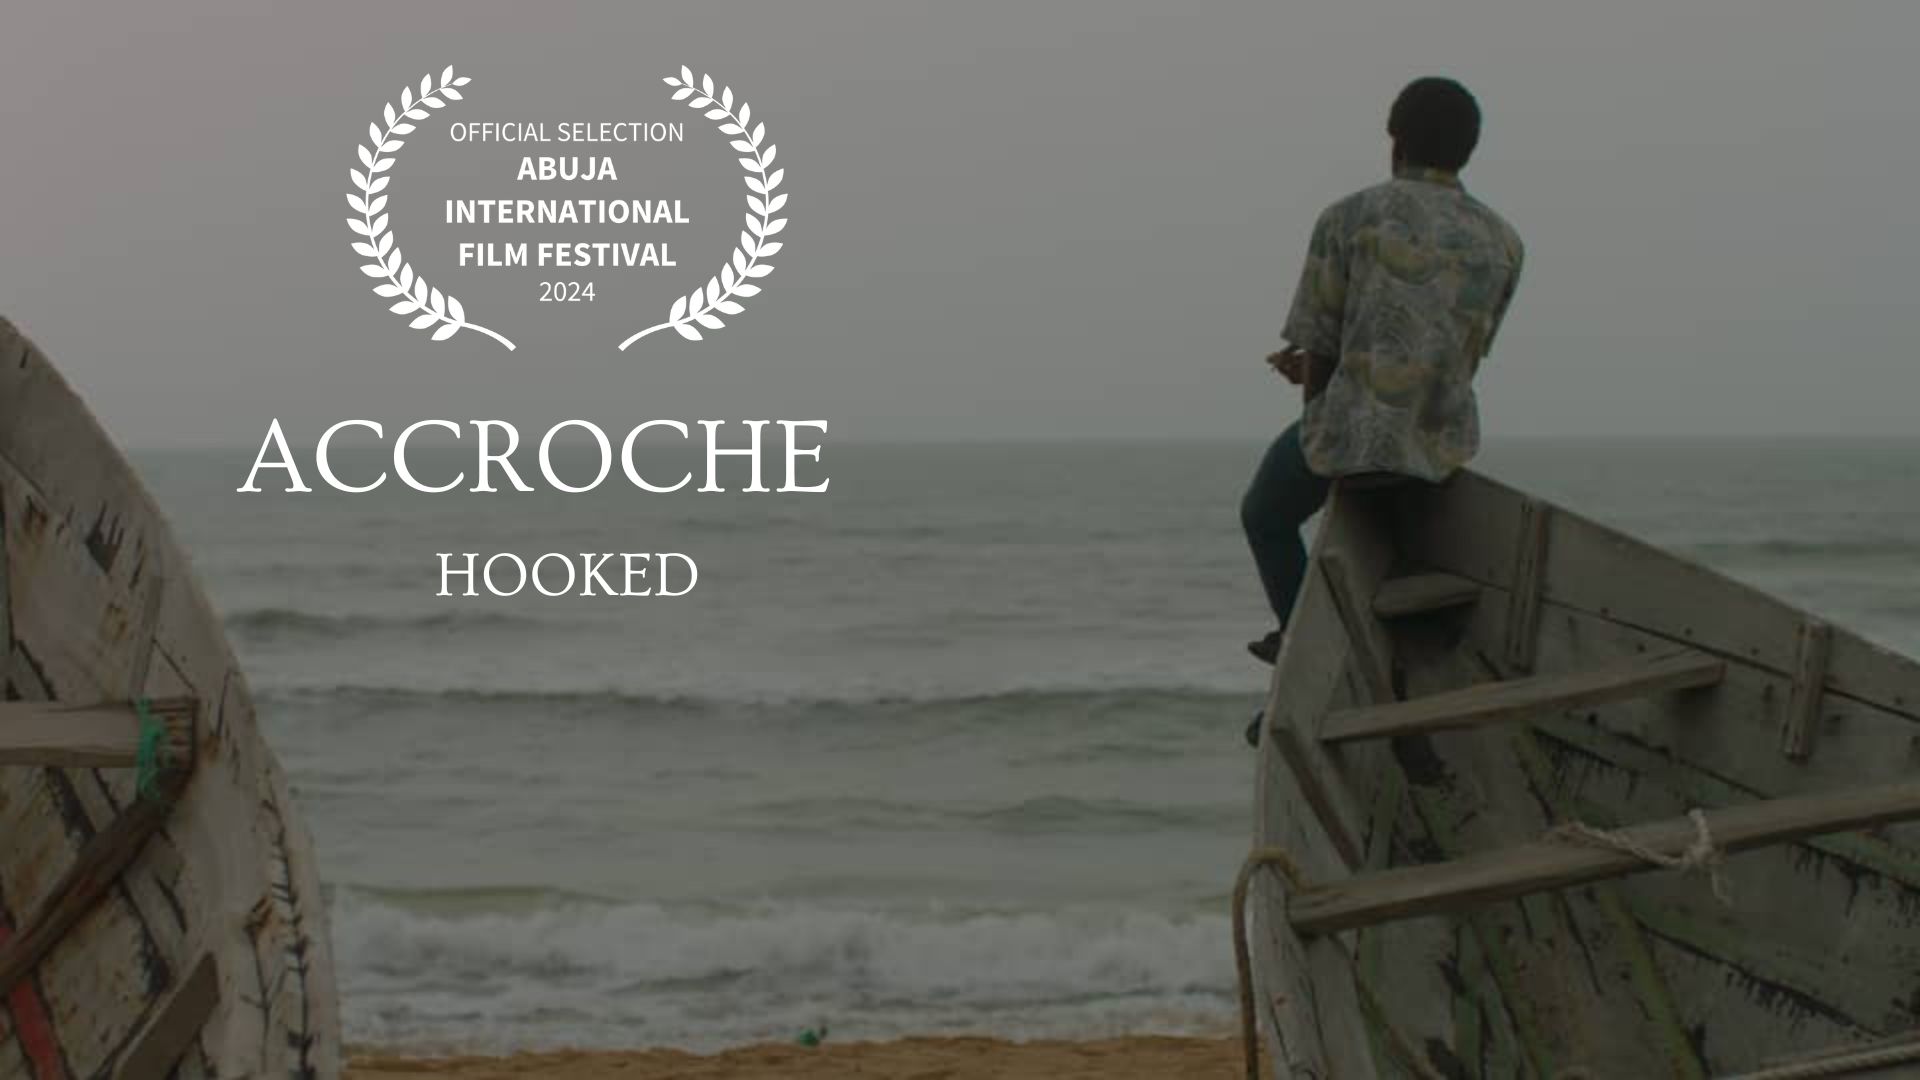 OFFICIAL SELECTION
ABUJA
INTERNATIONAL
FILM FESTIVAL
2024
ACCROCHE
HOOKED